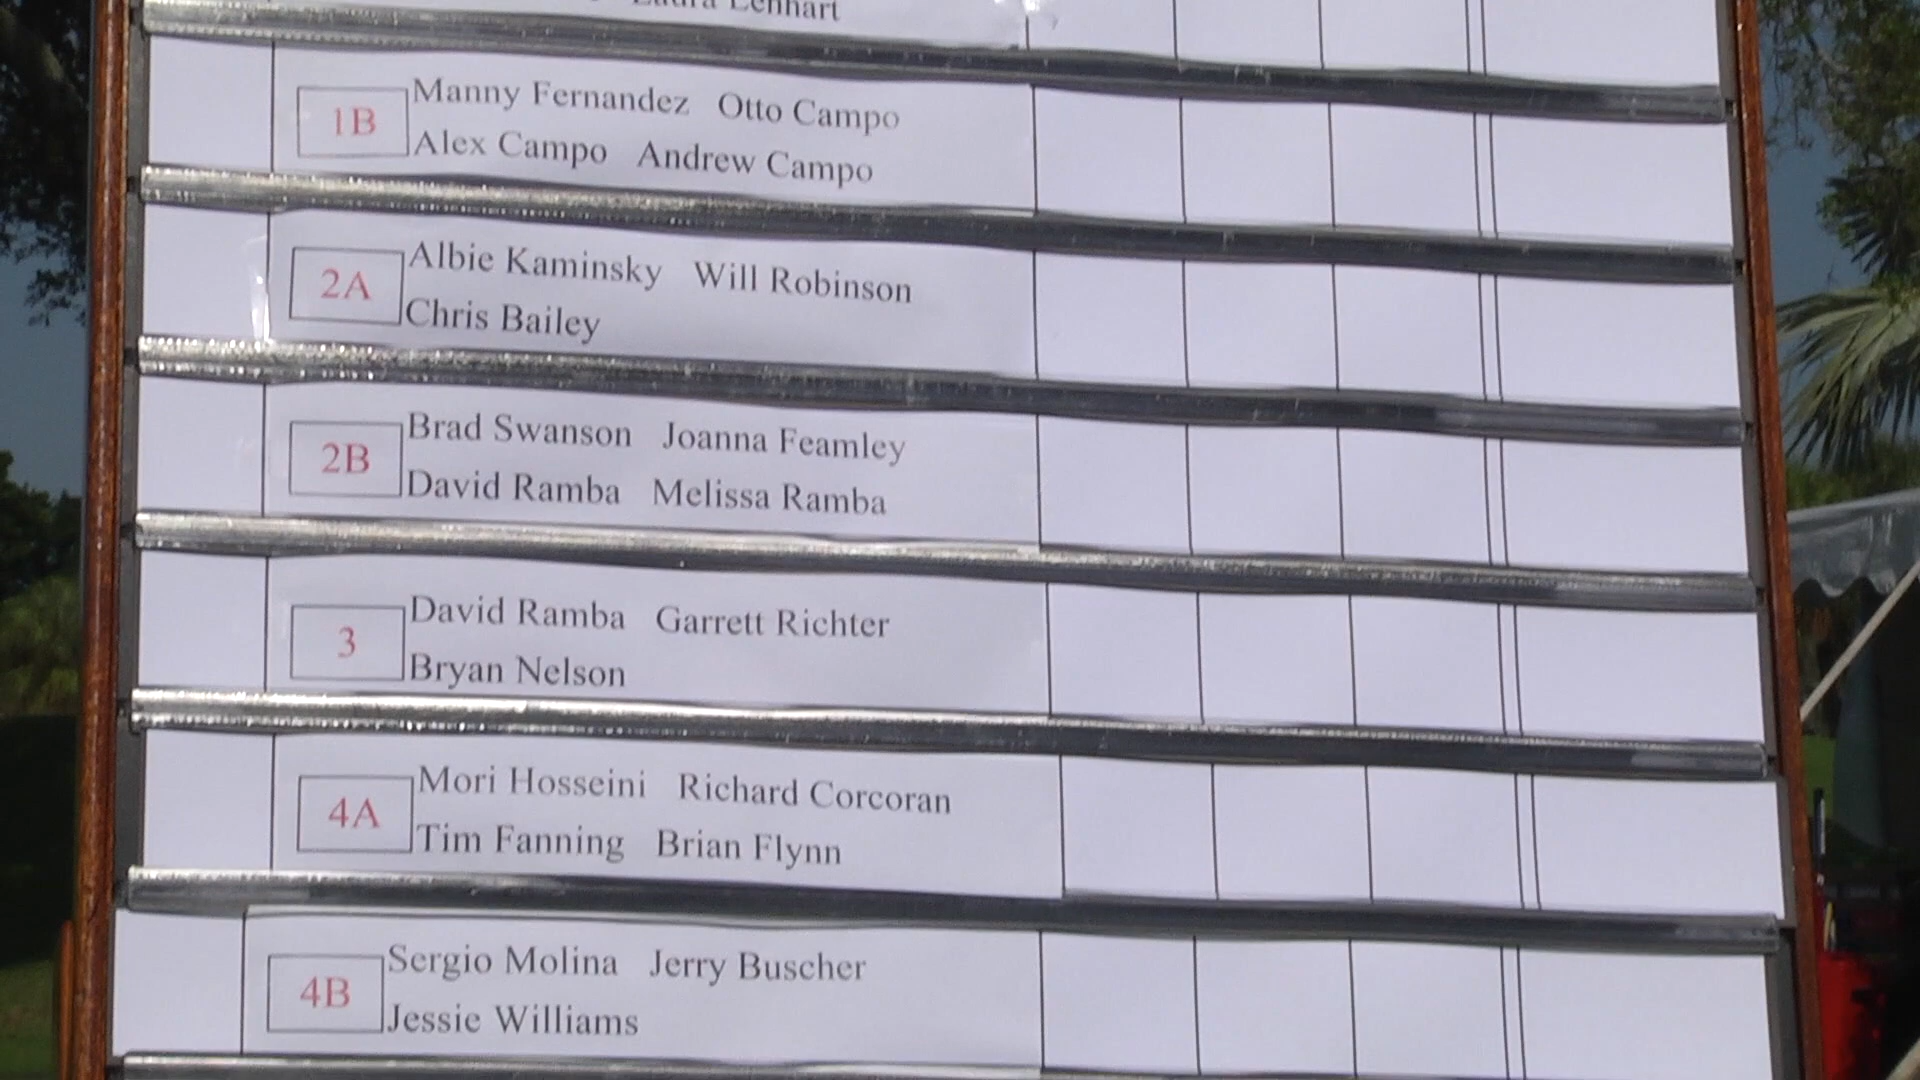 Laura Lenhart
Manny Fernandez Otto Campo
1B
Alex Campo Andrew Campo
Albie Kaminsky Will Robinson
2A
Chris Bailey
Brad Swanson Joanna Feamley
2B
David Ramba Melissa Ramba
David Ramba Garrett Richter
3
Bryan Nelson
Mori Hosseini Richard Corcoran
4A
Tim Fanning Brian Flynn
Sergio Molina Jerry Buscher
4B
Jessie Williams